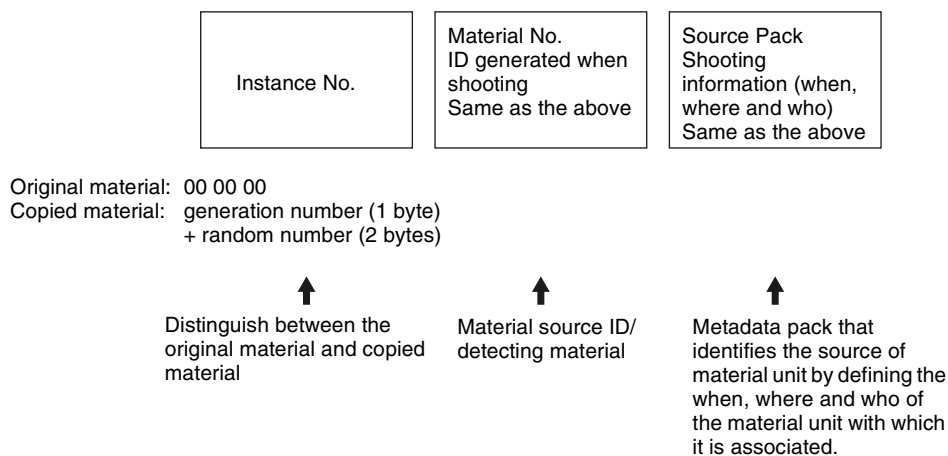 Instance No.
Material No.
ID generated when
shooting
Same as the above
Source Pack
Shooting
information (when,
where and who)
Same as the above
Original material: 00 00 00
Copied material: generation number (1 byte)
+ random number (2 bytes)
Distinguish between the
original material and copied
material
Material source ID/
detecting material
Metadata pack that
identifies the source of
material unit by defining the
when, where and who of
the material unit with which
it is associated.